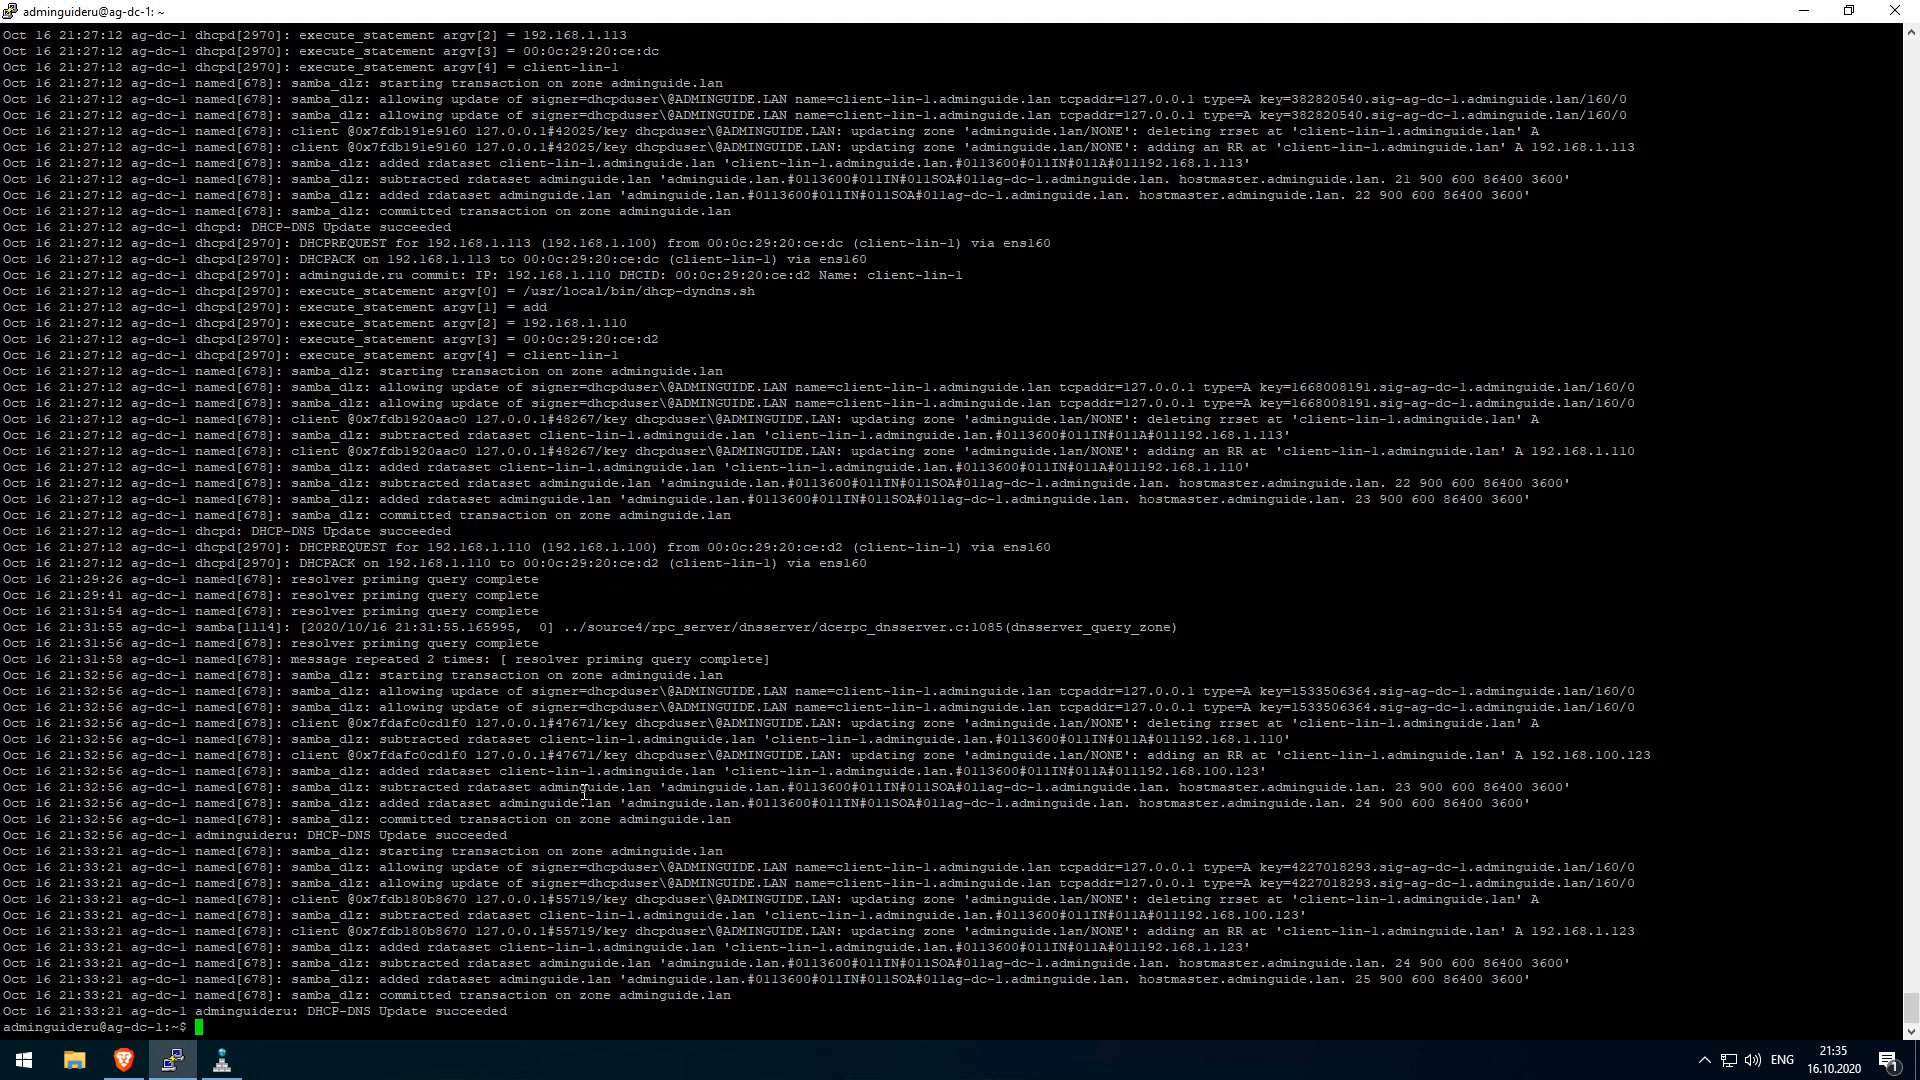 adminguideru@ag-dc-1: ~
Oct 16 21:27:12 ag-dc-1 dhcpd[2970]: execute_statement argv[2] = 192.168.1.113
Oct 16 21:27:12 ag-dc-1 dhcpd[2970]: execute_statement argv[3] = 00:0c:29:20:ce:dc
Oct 16 21:27:12 ag-dc-1 dhcpd[2970]: execute_statement argv[4] = client-lin-1
Oct 16 21:27:12 ag-dc-1 named[678]: samba_dlz: starting transaction on zone adminguide.lan
Oct 16 21:27:12 ag-dc-1 named[678]: samba_dlz: allowing update of signer=dhcpduser\@ADMINGUIDE.LAN name=client-lin-1.adminguide.lan tcpaddr=127.0.0.1 type=A key=382820540.sig-ag-dc-1.adminguide.lan/160/0
Oct 16 21:27:12 ag-dc-1 named[678]: samba_dlz: allowing update of signer=dhcpduser\@ADMINGUIDE.LAN name=client-lin-1.adminguide.lan tcpaddr=127.0.0.1 type=A key=382820540.sig-ag-dc-1.adminguide.lan/160/0
Oct 16 21:27:12 ag-dc-1 named[678]: client @0x7fdb191e9160 127.0.0.1#42025/key dhcpduser\@ADMINGUIDE.LAN: updating zone 'adminguide.lan/NONE': deleting rrset at 'client-lin-1.adminguide.lan' A
Oct 16 21:27:12 ag-dc-1 named[678]: client @0x7fdb191e9160 127.0.0.1#42025/key dhcpduser\@ADMINGUIDE.LAN: updating zone 'adminguide.lan/NONE': adding an RR at 'client-lin-1.adminguide.lan' A 192.168.1.113
Oct 16 21:27:12 ag-dc-1 named[678]: samba_dlz: added rdataset client-lin-1.adminguide.lan 'client-lin-1.adminguide.lan.#0113600#011IN#011A#011192.168.1.113'
Oct 16 21:27:12 ag-dc-1 named[678]: samba_dlz: subtracted rdataset adminguide.lan 'adminguide.lan.#0113600#011IN#011SOA#011ag-dc-1.adminguide.lan. hostmaster.adminguide.lan. 21 900 600 86400 3600'
Oct 16 21:27:12 ag-dc-1 named[678]: samba_dlz: added rdataset adminguide.lan 'adminguide.lan.#0113600#011IN#011SOA#011ag-dc-1.adminguide.lan. hostmaster.adminguide.lan. 22 900 600 86400 3600'
Oct 16 21:27:12 ag-dc-1 named[678]: samba_dlz: committed transaction on zone adminguide.lan
Oct 16 21:27:12 ag-dc-1 dhcpd: DHCP-DNS Update succeeded
Oct 16 21:27:12 ag-dc-1 dhcpd[2970]: DHCPREQUEST for 192.168.1.113 (192.168.1.100) from 00:0c:29:20:ce:dc (client-lin-1) via ens160
Oct 16 21:27:12 ag-dc-1 dhcpd[2970]: DHCPACK on 192.168.1.113 to 00:0c:29:20:ce:dc (client-lin-1) via ens160
Oct 16 21:27:12 ag-dc-1 dhcpd[2970]: adminguide.ru commit: IP: 192.168.1.110 DHCID: 00:0c:29:20:ce:d2 Name: client-lin-1
Oct 16 21:27:12 ag-dc-1 dhcpd[2970]: execute_statement argv[0] = /usr/local/bin/dhcp-dyndns.sh
Oct 16 21:27:12 ag-dc-1 dhcpd[2970]: execute_statement argv[1] = add
Oct 16 21:27:12 ag-dc-1 dhcpd[2970]: execute_statement argv[2] = 192.168.1.110
Oct 16 21:27:12 ag-dc-1 dhcpd[2970]: execute_statement argv[3] = 00:0c:29:20:ce:d2
Oct 16 21:27:12 ag-dc-1 dhcpd[2970]: execute_statement argv[4] = client-lin-1
Oct 16 21:27:12 ag-dc-1 named[678]: samba_dlz: starting transaction on zone adminguide.lan
Oct 16 21:27:12 ag-dc-1 named[678]: samba_dlz: allowing update of signer=dhcpduser\@ADMINGUIDE.LAN name=client-lin-1.adminguide.lan tcpaddr=127.0.0.1 type=A key=1668008191.sig-ag-dc-1.adminguide.lan/160/0
Oct 16 21:27:12 ag-dc-1 named[678]: samba_dlz: allowing update of signer=dhcpduser\@ADMINGUIDE.LAN name=client-lin-1.adminguide.lan tcpaddr=127.0.0.1 type=A key=1668008191.sig-ag-dc-1.adminguide.lan/160/0
Oct 16 21:27:12 ag-dc-1 named[678]: client @0x7fdb1920aac0 127.0.0.1#48267/key dhcpduser\@ADMINGUIDE.LAN: updating zone 'adminguide.lan/NONE': deleting rrset at 'client-lin-1.adminguide.lan' A
Oct 16 21:27:12 ag-dc-1 named[678]: samba_dlz: subtracted rdataset client-lin-1.adminguide.lan 'client-lin-1.adminguide.lan.#0113600#011IN#011A#011192.168.1.113'
Oct 16 21:27:12 ag-dc-1 named[678]: client @0x7fdb1920aac0 127.0.0.1#48267/key dhcpduser\@ADMINGUIDE.LAN: updating zone 'adminguide.lan/NONE': adding an RR at 'client-lin-1.adminguide.lan' A 192.168.1.110
Oct 16 21:27:12 ag-dc-1 named[678]: samba_dlz: added rdataset client-lin-1.adminguide.lan 'client-lin-1.adminguide.lan.#0113600#011IN#011A#011192.168.1.110'
Oct 16 21:27:12 ag-dc-1 named[678]: samba_dlz: subtracted rdataset adminguide.lan 'adminguide.lan.#0113600#011IN#011SOA#011ag-dc-1.adminguide.lan. hostmaster.adminguide.lan. 22 900 600 86400 3600'
Oct 16 21:27:12 ag-dc-1 named[678]: samba_dlz: added rdataset adminguide.lan 'adminguide.lan.#0113600#011IN#011SOA#011ag-dc-1.adminguide.lan. hostmaster.adminguide.lan. 23 900 600 86400 3600'
Oct 16 21:27:12 ag-dc-1 named[678]: samba_dlz: committed transaction on zone adminguide.lan
Oct 16 21:27:12 ag-dc-1 dhcpd: DHCP-DNS Update succeeded
Oct 16 21:27:12 ag-dc-1 dhcpd[2970]: DHCPREQUEST for 192.168.1.110 (192.168.1.100) from 00:0c:29:20:ce:d2 (client-lin-1) via ens160
Oct 16 21:27:12 ag-dc-1 dhcpd[2970]: DHCPACK on 192.168.1.110 to 00:0c:29:20:ce:d2 (client-lin-1) via ens160
Oct 16 21:29:26 ag-dc-1 named[678]: resolver priming query complete
Oct 16 21:29:41 ag-dc-1 named[678]: resolver priming query complete
Oct 16 21:31:54 ag-dc-1 named[678]: resolver priming query complete
Oct 16 21:31:55 ag-dc-1 samba[1114]: [2020/10/16 21:31:55.165995,  0] ../source4/rpc_server/dnsserver/dcerpc_dnsserver.c:1085(dnsserver_query_zone)
Oct 16 21:31:56 ag-dc-1 named[678]: resolver priming query complete
Oct 16 21:31:58 ag-dc-1 named[678]: message repeated 2 times: [ resolver priming query complete]
Oct 16 21:32:56 ag-dc-1 named[678]: samba_dlz: starting transaction on zone adminguide.lan
Oct 16 21:32:56 ag-dc-1 named[678]: samba_dlz: allowing update of signer=dhcpduser\@ADMINGUIDE.LAN name=client-lin-1.adminguide.lan tcpaddr=127.0.0.1 type=A key=1533506364.sig-ag-dc-1.adminguide.lan/160/0
Oct 16 21:32:56 ag-dc-1 named[678]: samba_dlz: allowing update of signer=dhcpduser\@ADMINGUIDE.LAN name=client-lin-1.adminguide.lan tcpaddr=127.0.0.1 type=A key=1533506364.sig-ag-dc-1.adminguide.lan/160/0
Oct 16 21:32:56 ag-dc-1 named[678]: client @0x7fdafc0cd1f0 127.0.0.1#47671/key dhcpduser\@ADMINGUIDE.LAN: updating zone 'adminguide.lan/NONE': deleting rrset at 'client-lin-1.adminguide.lan' A
Oct 16 21:32:56 ag-dc-1 named[678]: samba_dlz: subtracted rdataset client-lin-1.adminguide.lan 'client-lin-1.adminguide.lan.#0113600#011IN#011A#011192.168.1.110'
Oct 16 21:32:56 ag-dc-1 named[678]: client @0x7fdafc0cd1f0 127.0.0.1#47671/key dhcpduser\@ADMINGUIDE.LAN: updating zone 'adminguide.lan/NONE': adding an RR at 'client-lin-1.adminguide.lan' A 192.168.100.123
Oct 16 21:32:56 ag-dc-1 named[678]: samba_dlz: added rdataset client-lin-1.adminguide.lan 'client-lin-1.adminguide.lan.#0113600#011IN#011A#011192.168.100.123'
Oct 16 21:32:56 ag-dc-1 named[678]: samba_dlz: subtracted rdataset adminguide.lan 'adminguide.lan.#0113600#011IN#011SOA#011ag-dc-1.adminguide.lan. hostmaster.adminguide.lan. 23 900 600 86400 3600'
Oct 16 21:32:56 ag-dc-1 named[678]: samba_dlz: added rdataset adminguide.lan 'adminguide.lan.#0113600#011IN#011SOA#011ag-dc-1.adminguide.lan. hostmaster.adminguide.lan. 24 900 600 86400 3600'
Oct 16 21:32:56 ag-dc-1 named[678]: samba_dlz: committed transaction on zone adminguide.lan
Oct 16 21:32:56 ag-dc-1 adminguideru: DHCP-DNS Update succeeded
Oct 16 21:33:21 ag-dc-1 named[678]: samba_dlz: starting transaction on zone adminguide.lan
Oct 16 21:33:21 ag-dc-1 named[678]: samba_dlz: allowing update of signer=dhcpduser\@ADMINGUIDE.LAN name=client-lin-1.adminguide.lan tcpaddr=127.0.0.1 type=A key=4227018293.sig-ag-dc-1.adminguide.lan/160/0
Oct 16 21:33:21 ag-dc-1 named[678]: samba_dlz: allowing update of signer=dhcpduser\@ADMINGUIDE.LAN name=client-lin-1.adminguide.lan tcpaddr=127.0.0.1 type=A key=4227018293.sig-ag-dc-1.adminguide.lan/160/0
Oct 16 21:33:21 ag-dc-1 named[678]: client @0x7fdb180b8670 127.0.0.1#55719/key dhcpduser\@ADMINGUIDE.LAN: updating zone 'adminguide.lan/NONE': deleting rrset at 'client-lin-1.adminguide.lan' A
Oct 16 21:33:21 ag-dc-1 named[678]: samba_dlz: subtracted rdataset client-lin-1.adminguide.lan 'client-lin-1.adminguide.lan.#0113600#011IN#011A#011192.168.100.123'
Oct 16 21:33:21 ag-dc-1 named[678]: client @0x7fdb180b8670 127.0.0.1#55719/key dhcpduser\@ADMINGUIDE.LAN: updating zone 'adminguide.lan/NONE': adding an RR at 'client-lin-1.adminguide.lan' A 192.168.1.123
Oct 16 21:33:21 ag-dc-1 named[678]: samba_dlz: added rdataset client-lin-1.adminguide.lan 'client-lin-1.adminguide.lan.#0113600#011IN#011A#011192.168.1.123'
Oct 16 21:33:21 ag-dc-1 named[678]: samba_dlz: subtracted rdataset adminguide.lan 'adminguide.lan.#0113600#011IN#011SOA#011ag-dc-1.adminguide.lan. hostmaster.adminguide.lan. 24 900 600 86400 3600'
Oct 16 21:33:21 ag-dc-1 named[678]: samba_dlz: added rdataset adminguide.lan 'adminguide.lan.#0113600#011IN#011SOA#011ag-dc-1.adminguide.lan. hostmaster.adminguide.lan. 25 900 600 86400 3600'
Oct 16 21:33:21 ag-dc-1 named[678]: samba_dlz: committed transaction on zone adminguide.lan
Oct 16 21:33:21 ag-dc-1 adminguideru: DHCP-DNS Update succeeded
adminguideru@ag-dc-1:~$
ENG
21:35
16.10.2020
1